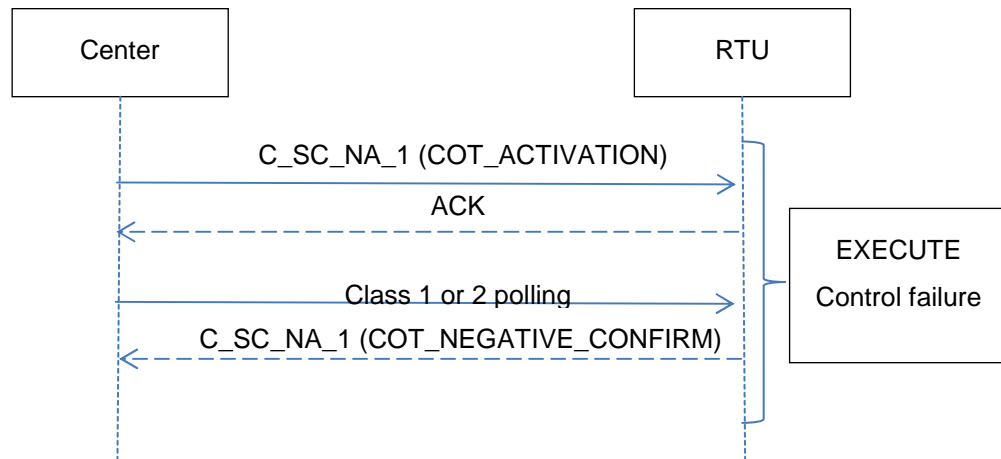 Center
RTU
C_SC_NA_1 (COT_ACTIVATION)
ACK
EXECUTE
Control failure
Class 1 or 2 polling
C_SC_NA_1 (COT_NEGATIVE_CONFIRM)